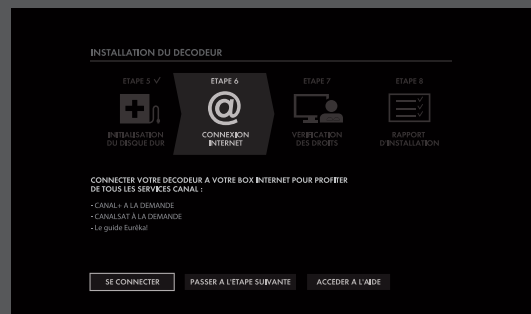 INSTALLATION DU DECODEUR
ETAPE 5 √
ETAPE 6
ETAPE 7
ETAPE 8
INITIALISATION
DU DISQUE DUR
CONNEXION
INTERNET
VERIFICATION
DES DROITS
RAPPORT
D'INSTALLATION
CONNECTER VOTRE DECODEUR A VOTRE BOX INTERNET POUR PROFITER
DE TOUS LES SERVICES CANAL :
- CANAL+ A LA DEMANDE
- CANALSAT À LA DEMANDE
- Le guide Eurêka!
SE CONNECTER
PASSER A L'ETAPE SUIVANTE
ACCEDER A L'AIDE